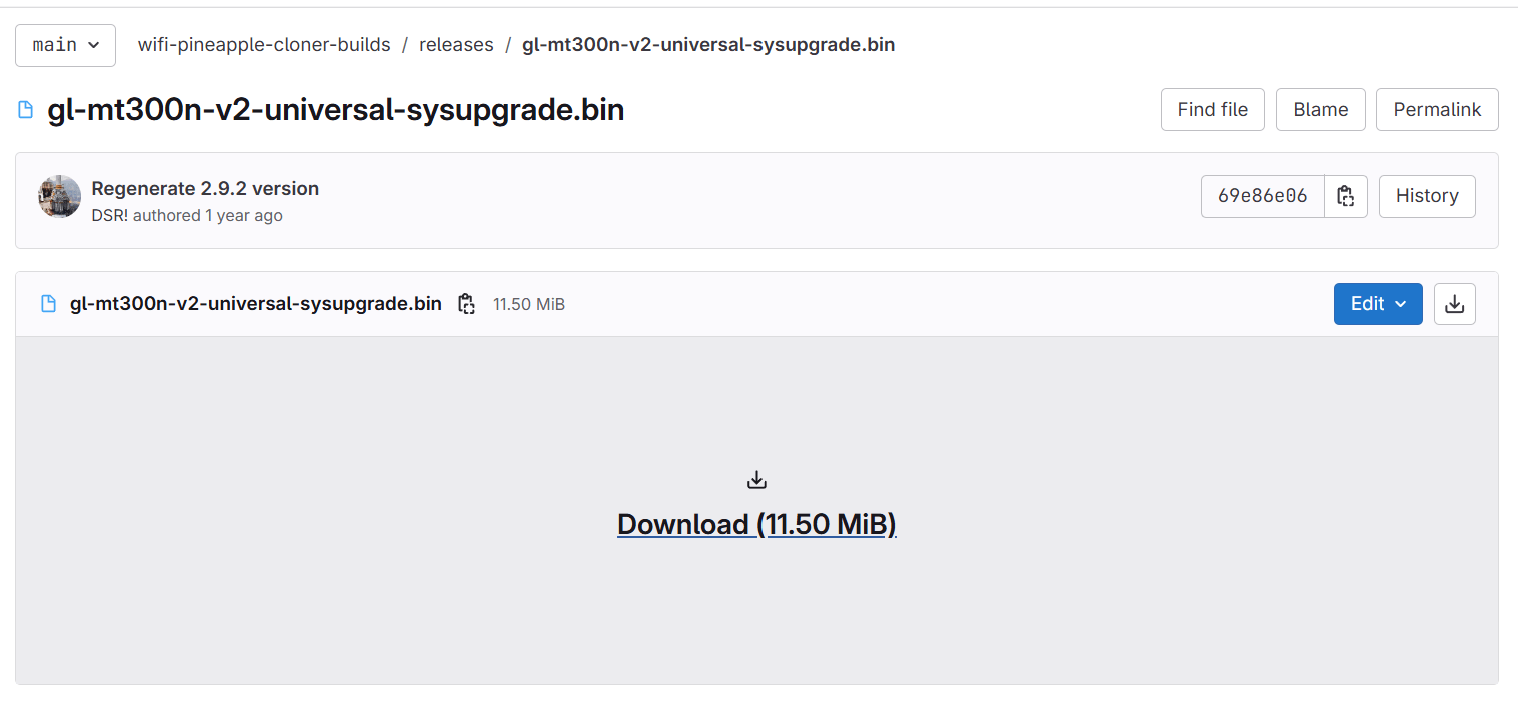 main wifi-pineapple-cloner-builds / releases / gl-mt300n-v2-universal-sysupgrade.bin
gl-mt300n-v2-universal-sysupgrade.bin Find file Blame Permalink
Regenerate 2.9.2 version
DSR! authored 1 year ago
69e86e06 History
gl-mt300n-v2-universal-sysupgrade.bin 11.50 MiB Edit
Download (11.50 MiB)